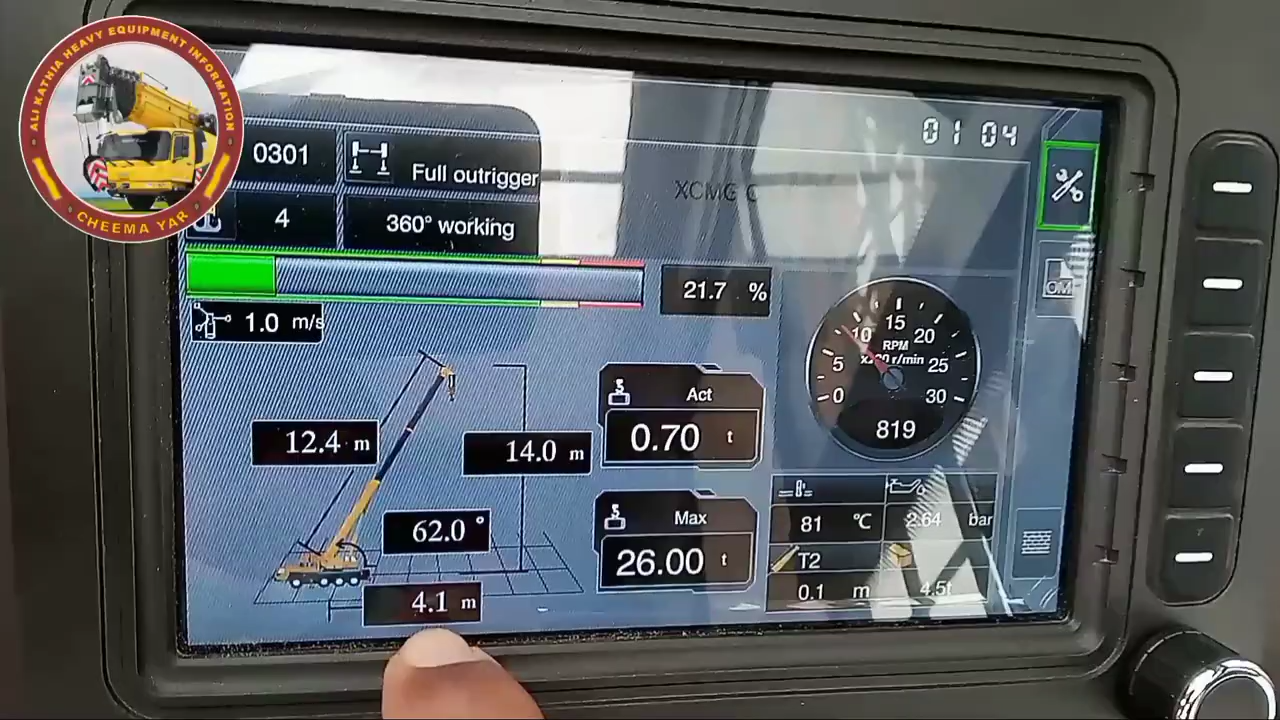 ALI KATHIA HEAVY EQUIPMENT INFORMATION
CHEEMA YAR
01 04
0301
Full outrigger
4
360° working
XCMG
21.7 %
1.0 m/s
12.4 m
14.0 m
62.0 °
4.1 m
Act
0.70 t
Max
26.00 t
0 5 10 15 20 25 30
RPM
r/min
819
81 °C
2.64 bar
T2
0.1 m
4.5t
OM